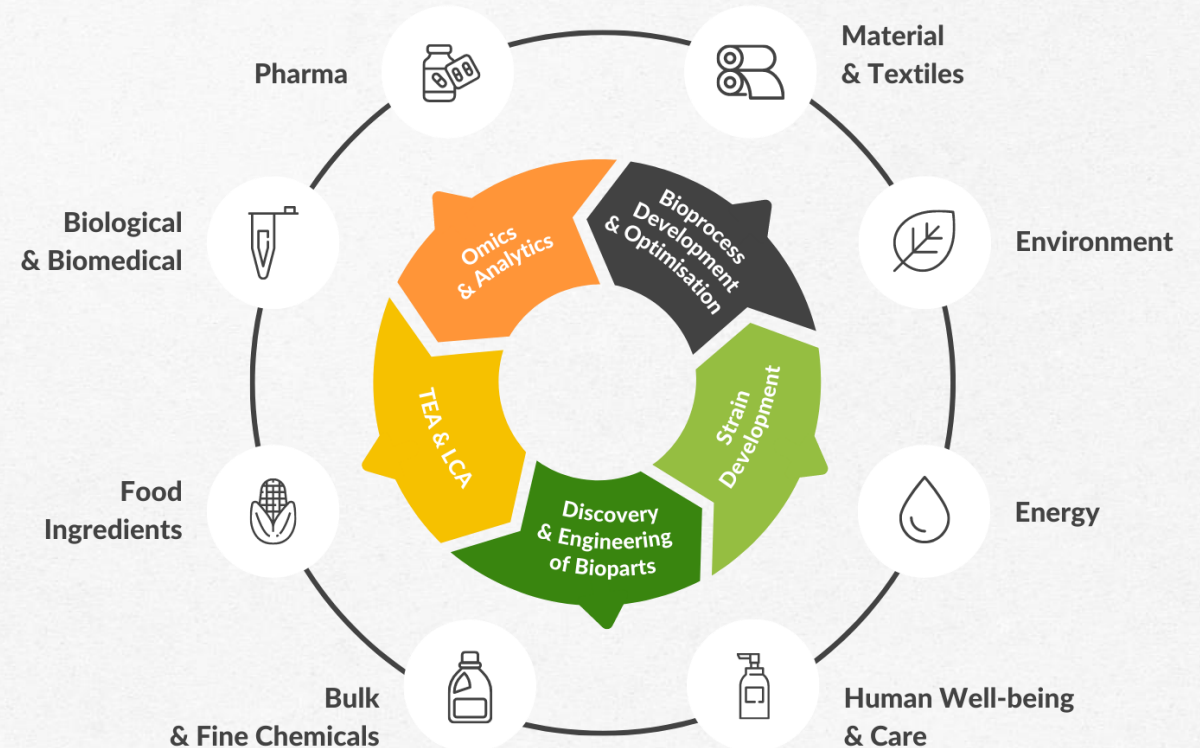 Pharma
Material
& Textiles
Biological
& Biomedical
Environment
Omics
& Analytics
Bioprocess
Development
& Optimisation
TEA & LCA
Strain
Development
Discovery
& Engineering
of Bioparts
Food
Ingredients
Energy
Bulk
& Fine Chemicals
Human Well-being
& Care